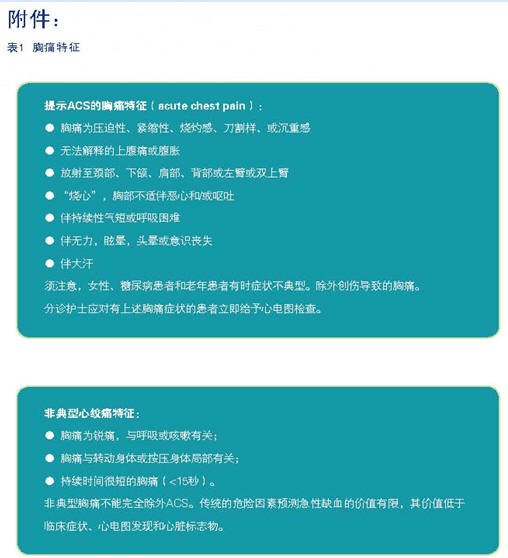 附件：
表1 胸痛特征
提示ACS的胸痛特征（acute chest pain）：
● 胸痛为压迫性、紧缩性、烧灼感、刀割样、或沉重感
● 无法解释的上腹痛或腹胀
● 放射至颈部、下颌、肩部、背部或左臂或双上臂
● “烧心”，胸部不适伴恶心和/或呕吐
● 伴持续性气短或呼吸困难
● 伴无力，眩晕，头晕或意识丧失
● 伴大汗
须注意，女性、糖尿病患者和老年患者有时症状不典型。除外创伤导致的胸痛。
分诊护士应对有上述胸痛症状的患者立即给予心电图检查。
非典型心绞痛特征：
● 胸痛为锐痛，与呼吸或咳嗽有关；
● 胸痛与转动身体或按压身体局部有关；
● 持续时间很短的胸痛（<15秒）。
非典型胸痛不能完全除外ACS。传统的危险因素预测急性缺血的价值有限，其价值低于
临床症状、心电图发现和心脏标志物。